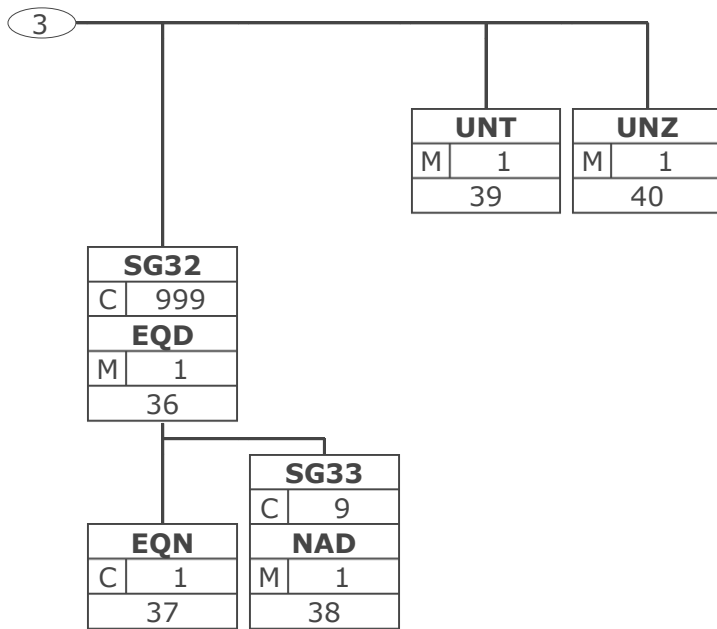 3
UNT
M 1
39
UNZ
M 1
40
SG32
C 999
EQD
M 1
36
EQN
C 1
37
SG33
C 9
NAD
M 1
38